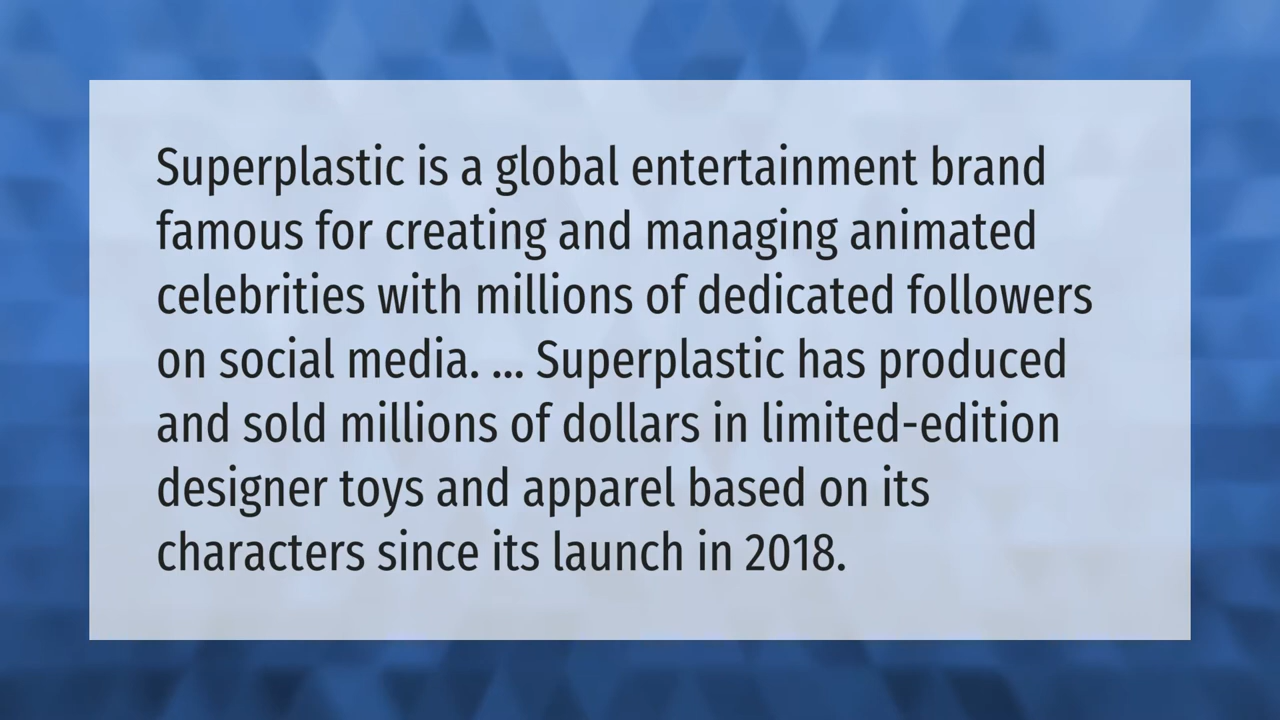 Superplastic is a global entertainment brand
famous for creating and managing animated
celebrities with millions of dedicated followers
on social media. ... Superplastic has produced
and sold millions of dollars in limited-edition
designer toys and apparel based on its
characters since its launch in 2018.